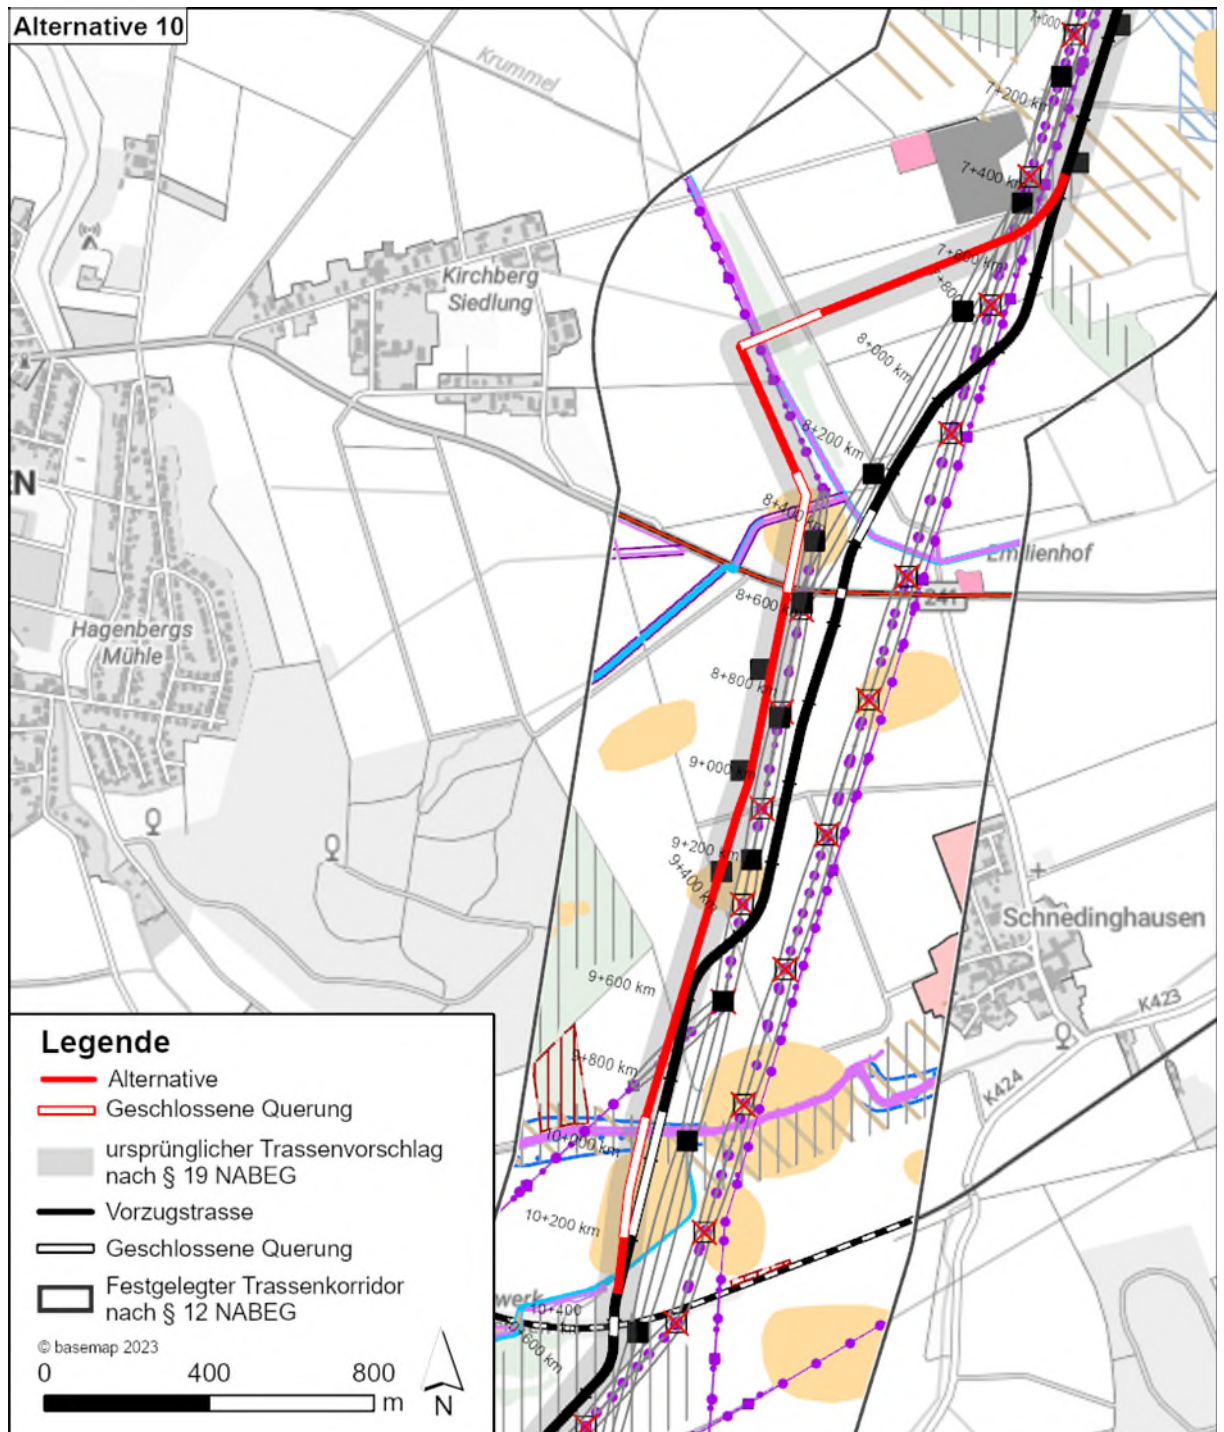 Alternative 10
Krummel
7+000
7+200 km
7+400 km
Kirchberg
Siedlung
7+600 km
8+000 km
8+200 km
8+400 km
Emilienhof
241
8+600 km
Hagenbergs
Mühle
8+800 km
9+000 km
9+200 km
9+400 km
Schnedinghausen
9+600 km
K423
9+800 km
K424
10+000 km
10+200 km
werk
10+400
600 km
Legende
Alternative
Geschlossene Querung
ursprünglicher Trassenvorschlag
nach § 19 NABEG
Vorzugstrasse
Geschlossene Querung
Festgelegter Trassenkorridor
nach § 12 NABEG
© basemap 2023
0 400 800
m
N